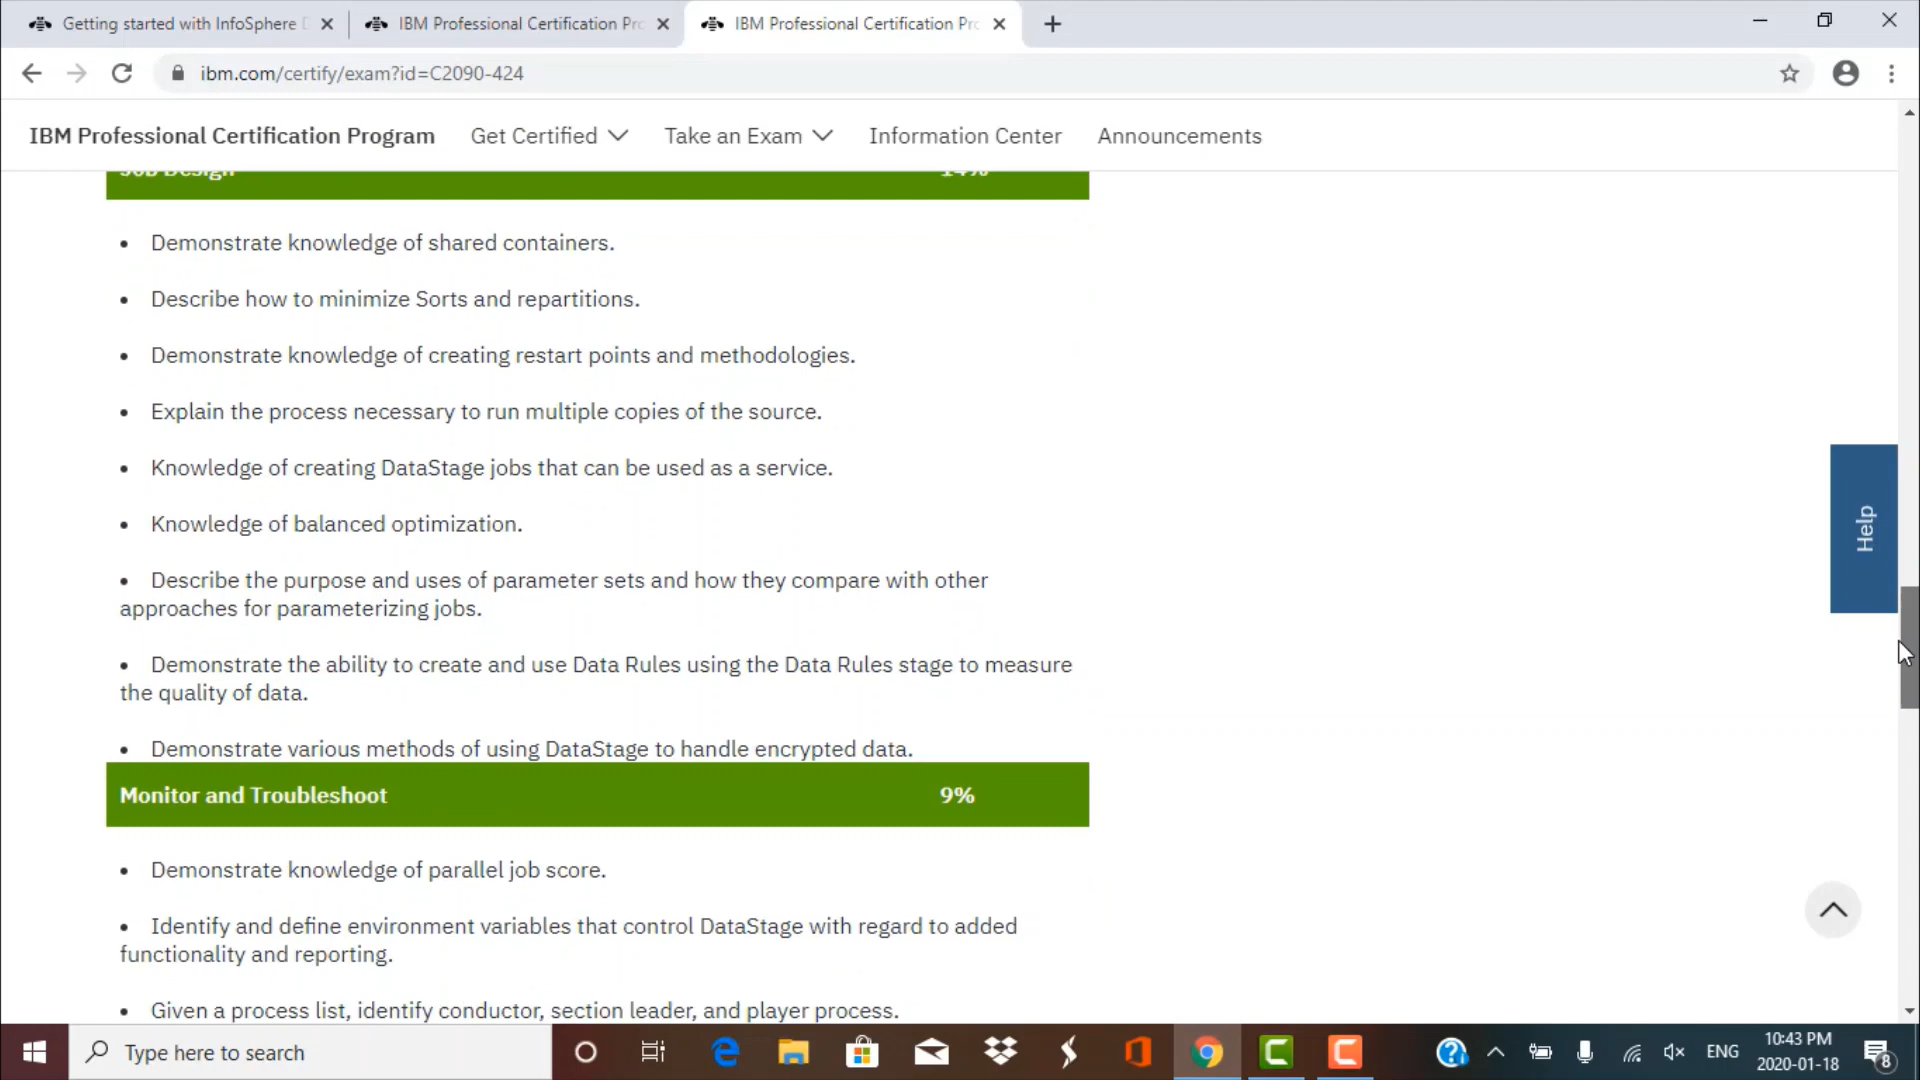 Getting started with InfoSphere
IBM Professional Certification Pr
IBM Professional Certification Pr
ibm.com/certify/exam?id=C2090-424
IBM Professional Certification Program Get Certified Take an Exam Information Center Announcements
Job Design 14%
• Demonstrate knowledge of shared containers.
• Describe how to minimize Sorts and repartitions.
• Demonstrate knowledge of creating restart points and methodologies.
• Explain the process necessary to run multiple copies of the source.
• Knowledge of creating DataStage jobs that can be used as a service.
• Knowledge of balanced optimization.
• Describe the purpose and uses of parameter sets and how they compare with other
approaches for parameterizing jobs.
• Demonstrate the ability to create and use Data Rules using the Data Rules stage to measure
the quality of data.
• Demonstrate various methods of using DataStage to handle encrypted data.
Help
Monitor and Troubleshoot 9%
• Demonstrate knowledge of parallel job score.
• Identify and define environment variables that control DataStage with regard to added
functionality and reporting.
• Given a process list, identify conductor, section leader, and player process.
Type here to search
ENG
10:43 PM
2020-01-18
8